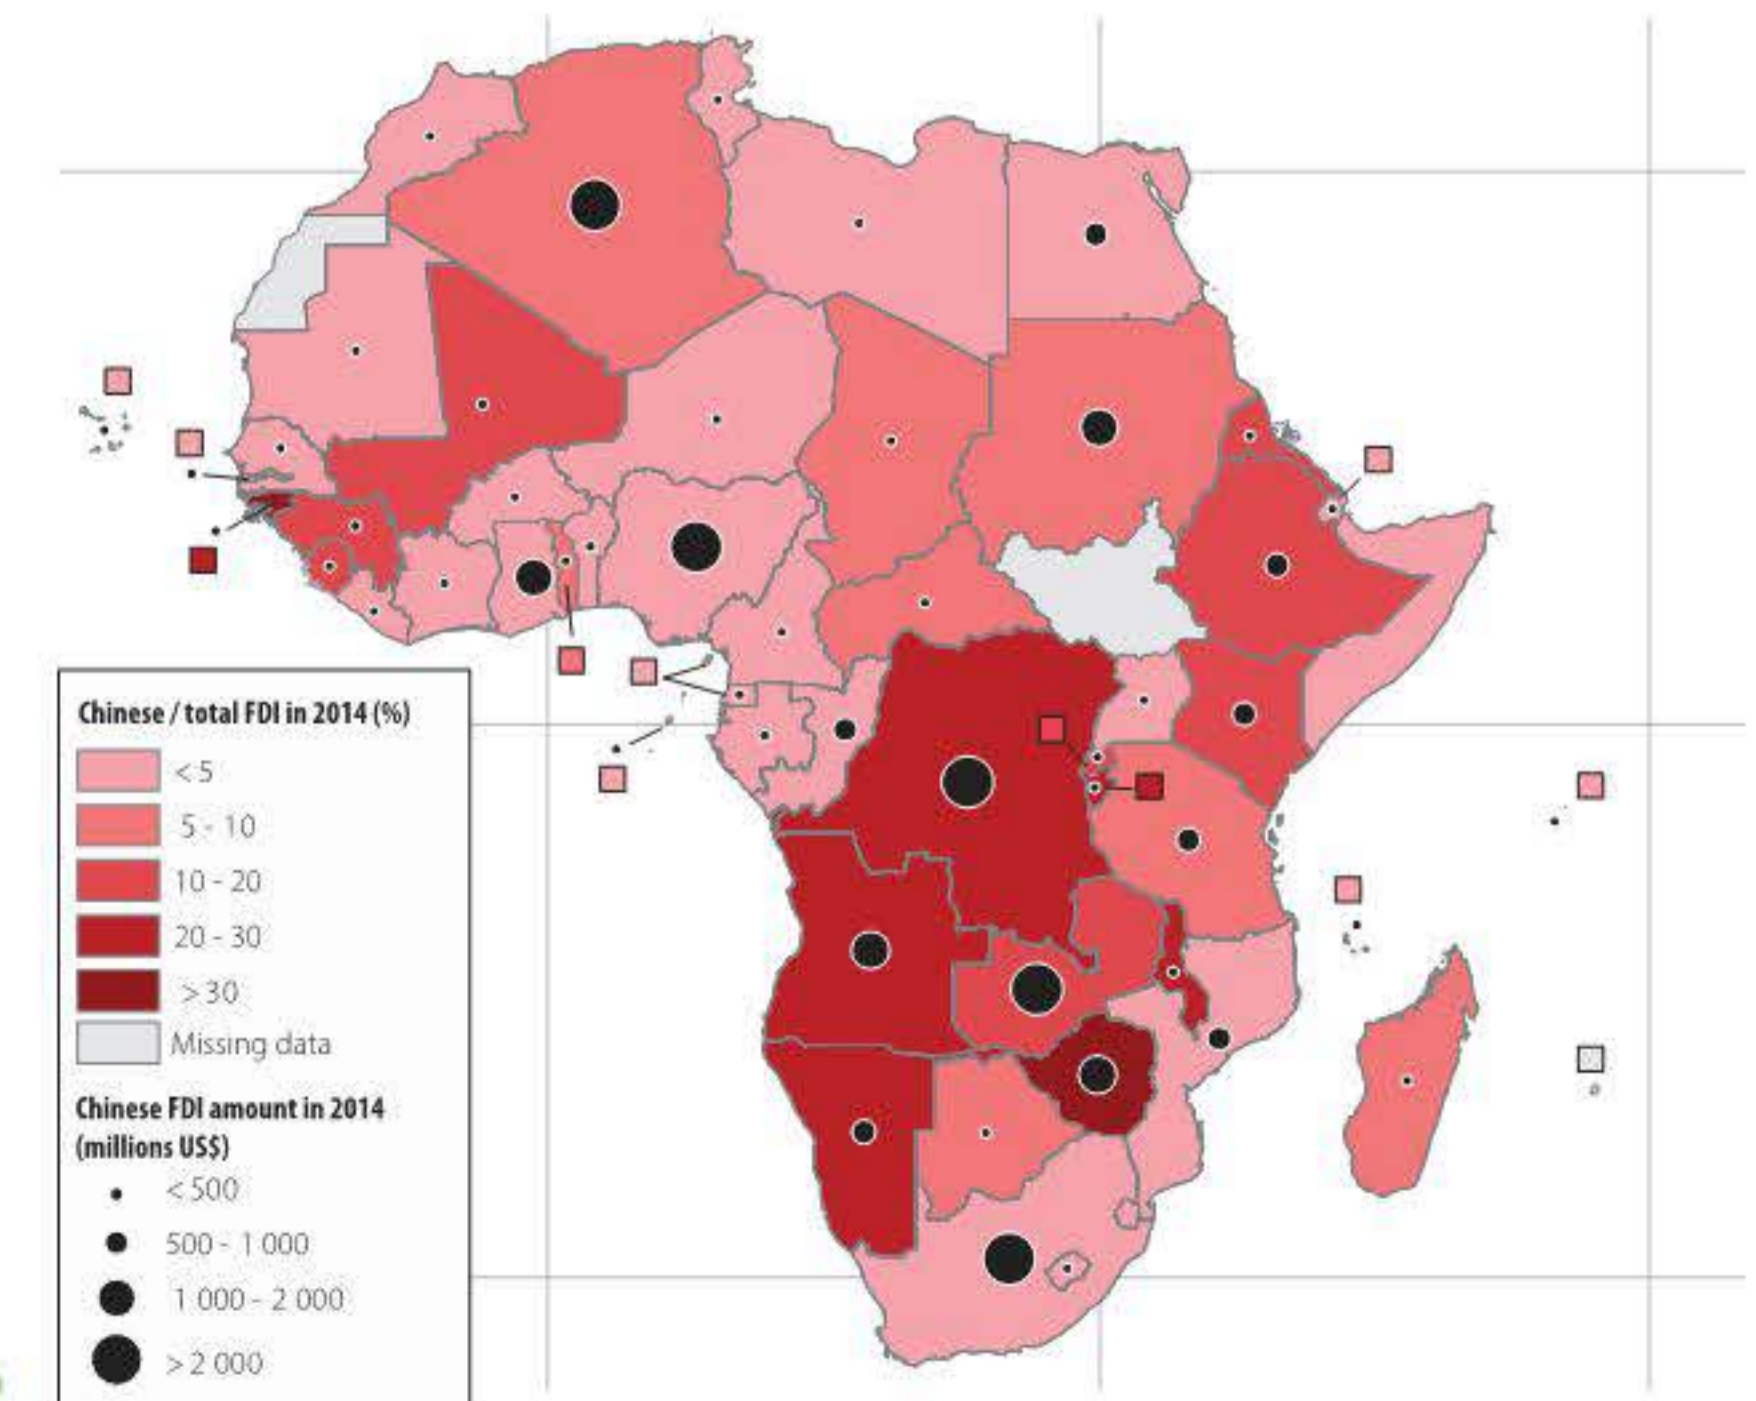 Chinese / total FDI in 2014 (%)
< 5
5 - 10
10 - 20
20 - 30
> 30
Missing data
Chinese FDI amount in 2014
(millions US$)
< 500
500 - 1 000
1 000 - 2 000
> 2 000